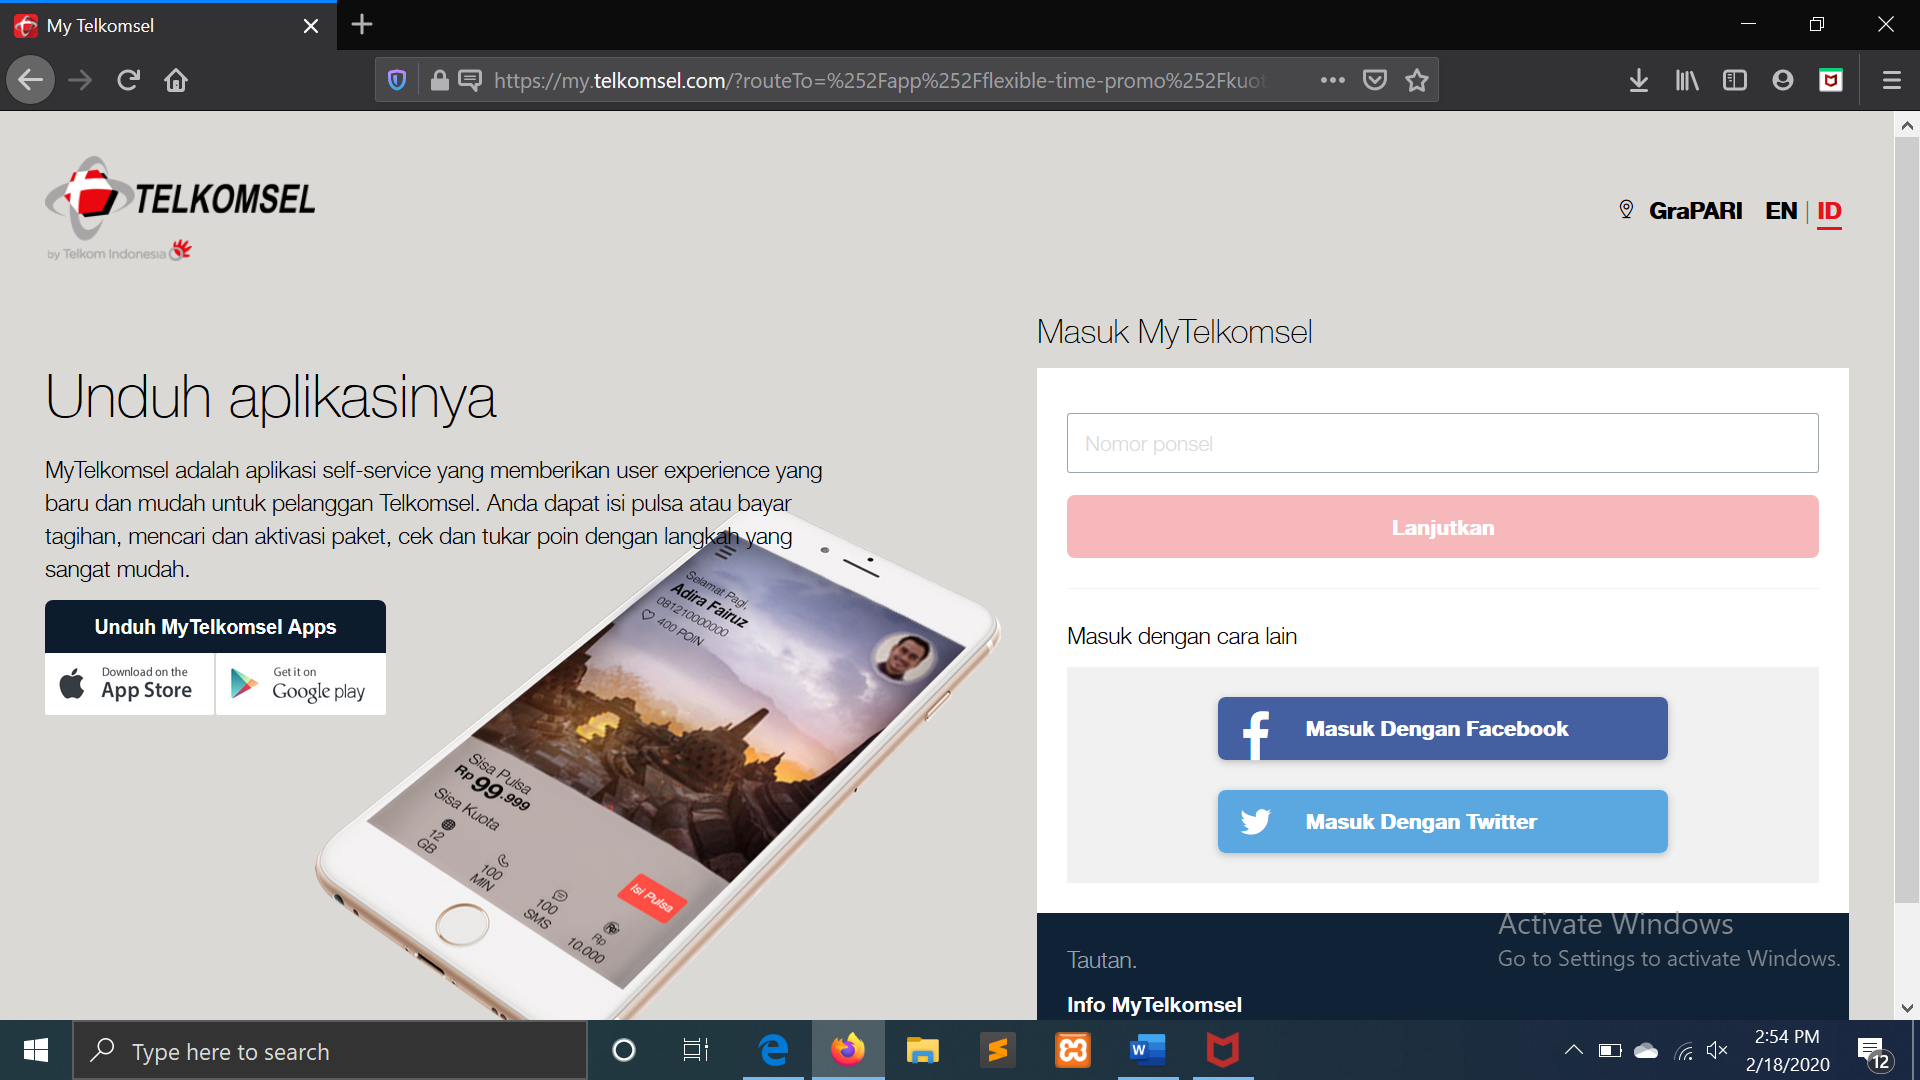 My Telkomsel
https://my.telkomsel.com/?routeTo=%252Fapp%252Fflexible-time-promo%252Fkuot
TELKOMSEL
by Telkom Indonesia
GraPARI EN | ID
Masuk MyTelkomsel
Unduh aplikasinya
Nomor ponsel
MyTelkomsel adalah aplikasi self-service yang memberikan user experience yang
baru dan mudah untuk pelanggan Telkomsel. Anda dapat isi pulsa atau bayar
tagihan, mencari dan aktivasi paket, cek dan tukar poin dengan langkah yang
sangat mudah.
Lanjutkan
Unduh MyTelkomsel Apps
Download on the
App Store
Get it on
Google play
Selamat Pagi,
Adira Fairuz
081210000000
400 POIN
Sisa Pulsa
Rp 99.999
Sisa Kuota
12
GB
100
MIN
100
SMS
Rp
10.000
Isi Pulsa
Masuk dengan cara lain
Masuk Dengan Facebook
Masuk Dengan Twitter
Activate Windows
Go to Settings to activate Windows.
Tautan.
Info MyTelkomsel
Type here to search
2:54 PM
2/18/2020
12